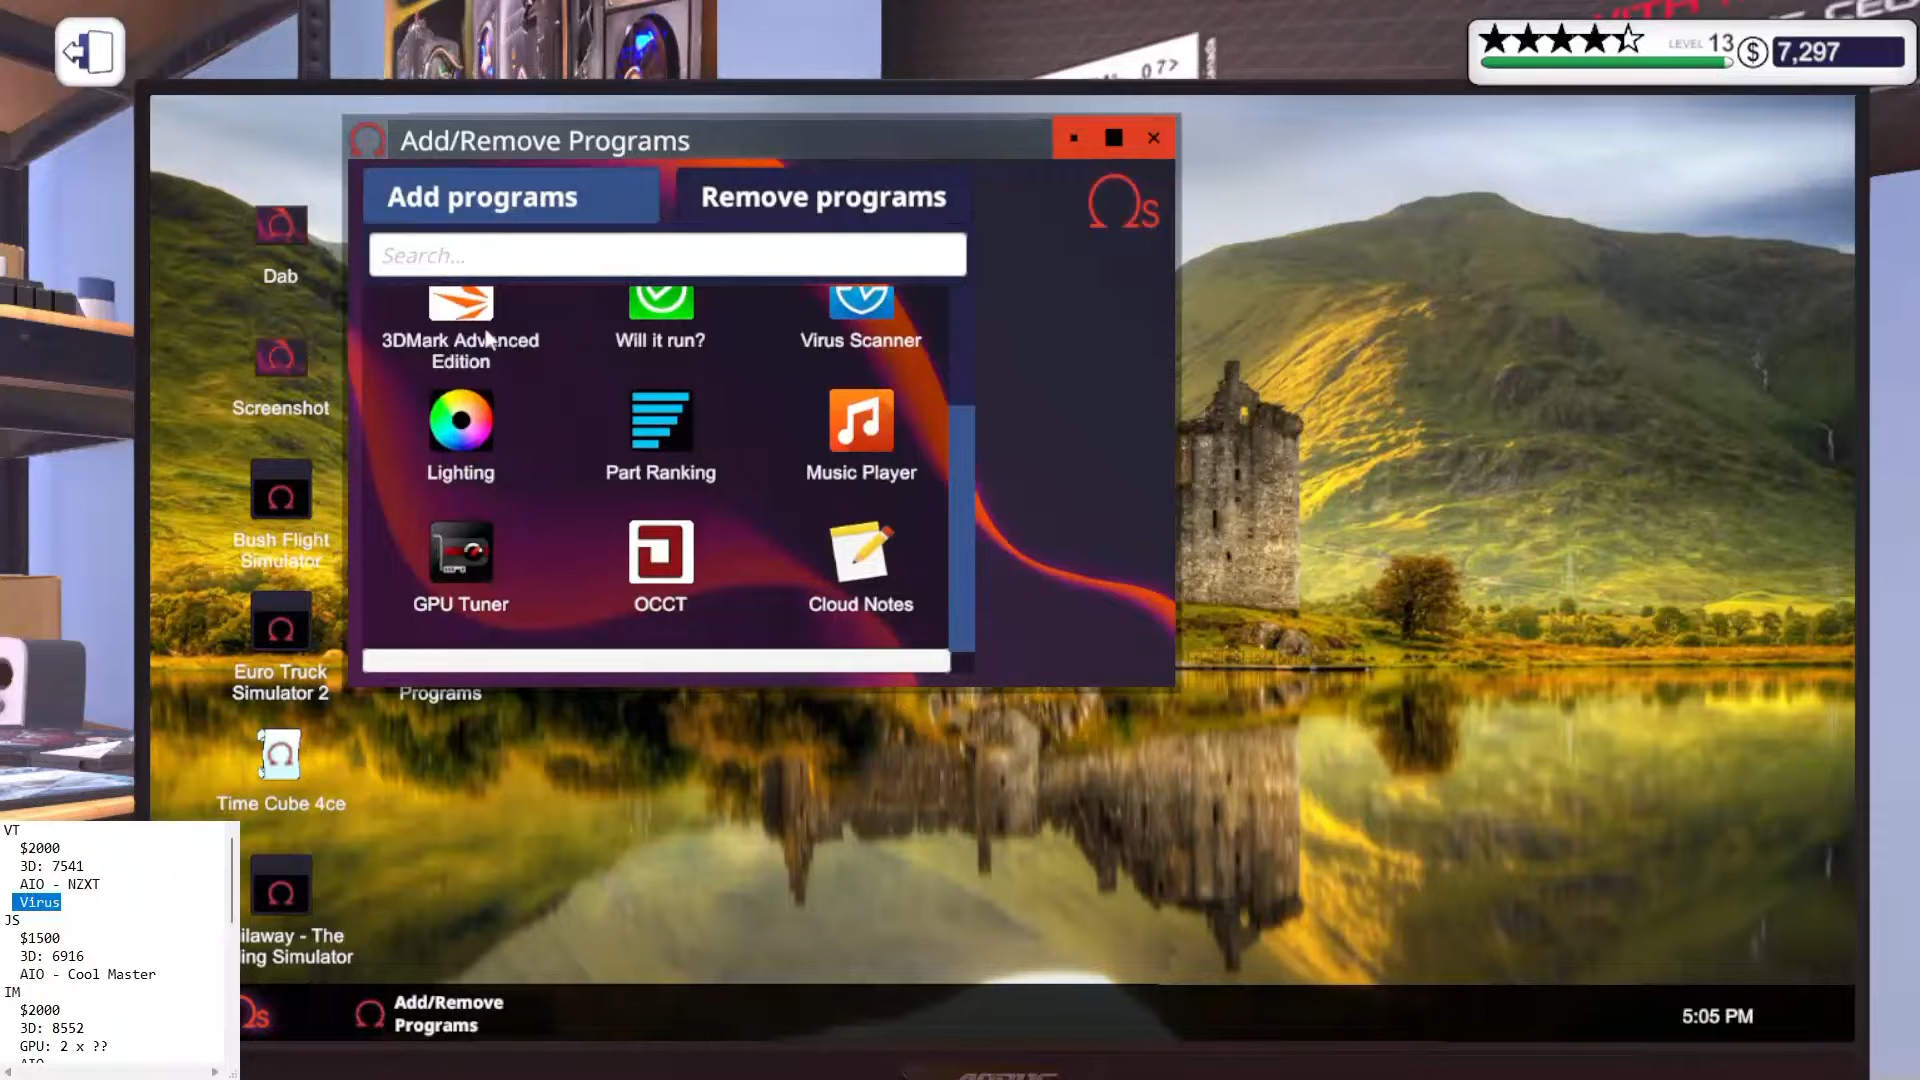 LEVEL 13
$ 7,297
Add/Remove Programs
Add programs
Remove programs
Search...
Ωs
3DMark Advanced
Edition
Will it run?
Virus Scanner
Lighting
Part Ranking
Music Player
GPU Tuner
OCCT
Cloud Notes
Programs
Dab
Screenshot
Bush Flight
Simulator
Euro Truck
Simulator 2
Time Cube 4ce
ilaway - The
ing Simulator
VT
$2000
3D: 7541
AIO - NZXT
Virus
JS
$1500
3D: 6916
AIO - Cool Master
IM
$2000
3D: 8552
GPU: 2 x ??
AIO
Add/Remove
Programs
5:05 PM